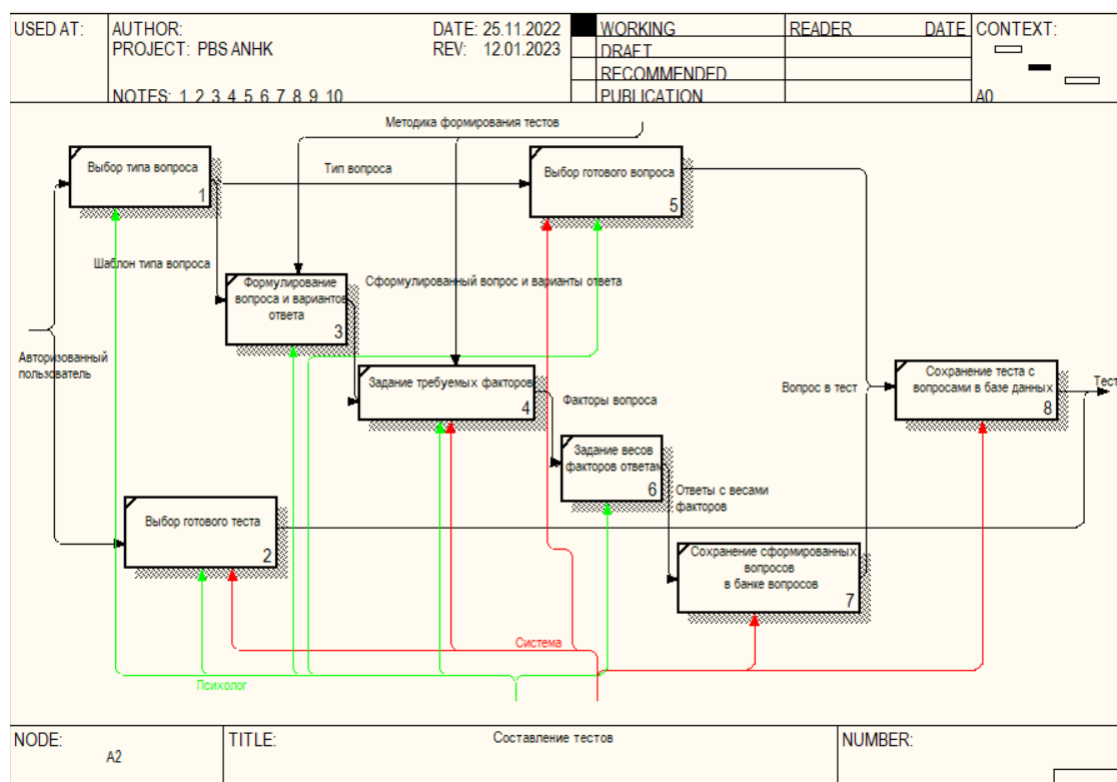 USED AT:
AUTHOR:
DATE: 25.11.2022
PROJECT: PBS ANHK
REV: 12.01.2023
NOTES: 1 2 3 4 5 6 7 8 9 10
WORKING
DRAFT
RECOMMENDED
PUBLICATION
READER
DATE
CONTEXT:
A0
Методика формирования тестов
Выбор типа вопроса
1
Тип вопроса
Выбор готового вопроса
5
Шаблон типа вопроса
Формулирование
вопроса и вариантов
ответа
3
Сформулированный вопрос и варианты ответа
Авторизованный
пользователь
Задание требуемых факторов
4
Факторы вопроса
Вопрос в тест
Сохранение теста с
вопросами в базе данных
8
Тест
Задание весов
факторов ответам
6
Ответы с весами
факторов
Выбор готового теста
2
Сохранение сформированных
вопросов
в банке вопросов
7
Система
Психолог
NODE:
A2
TITLE:
Составление тестов
NUMBER: